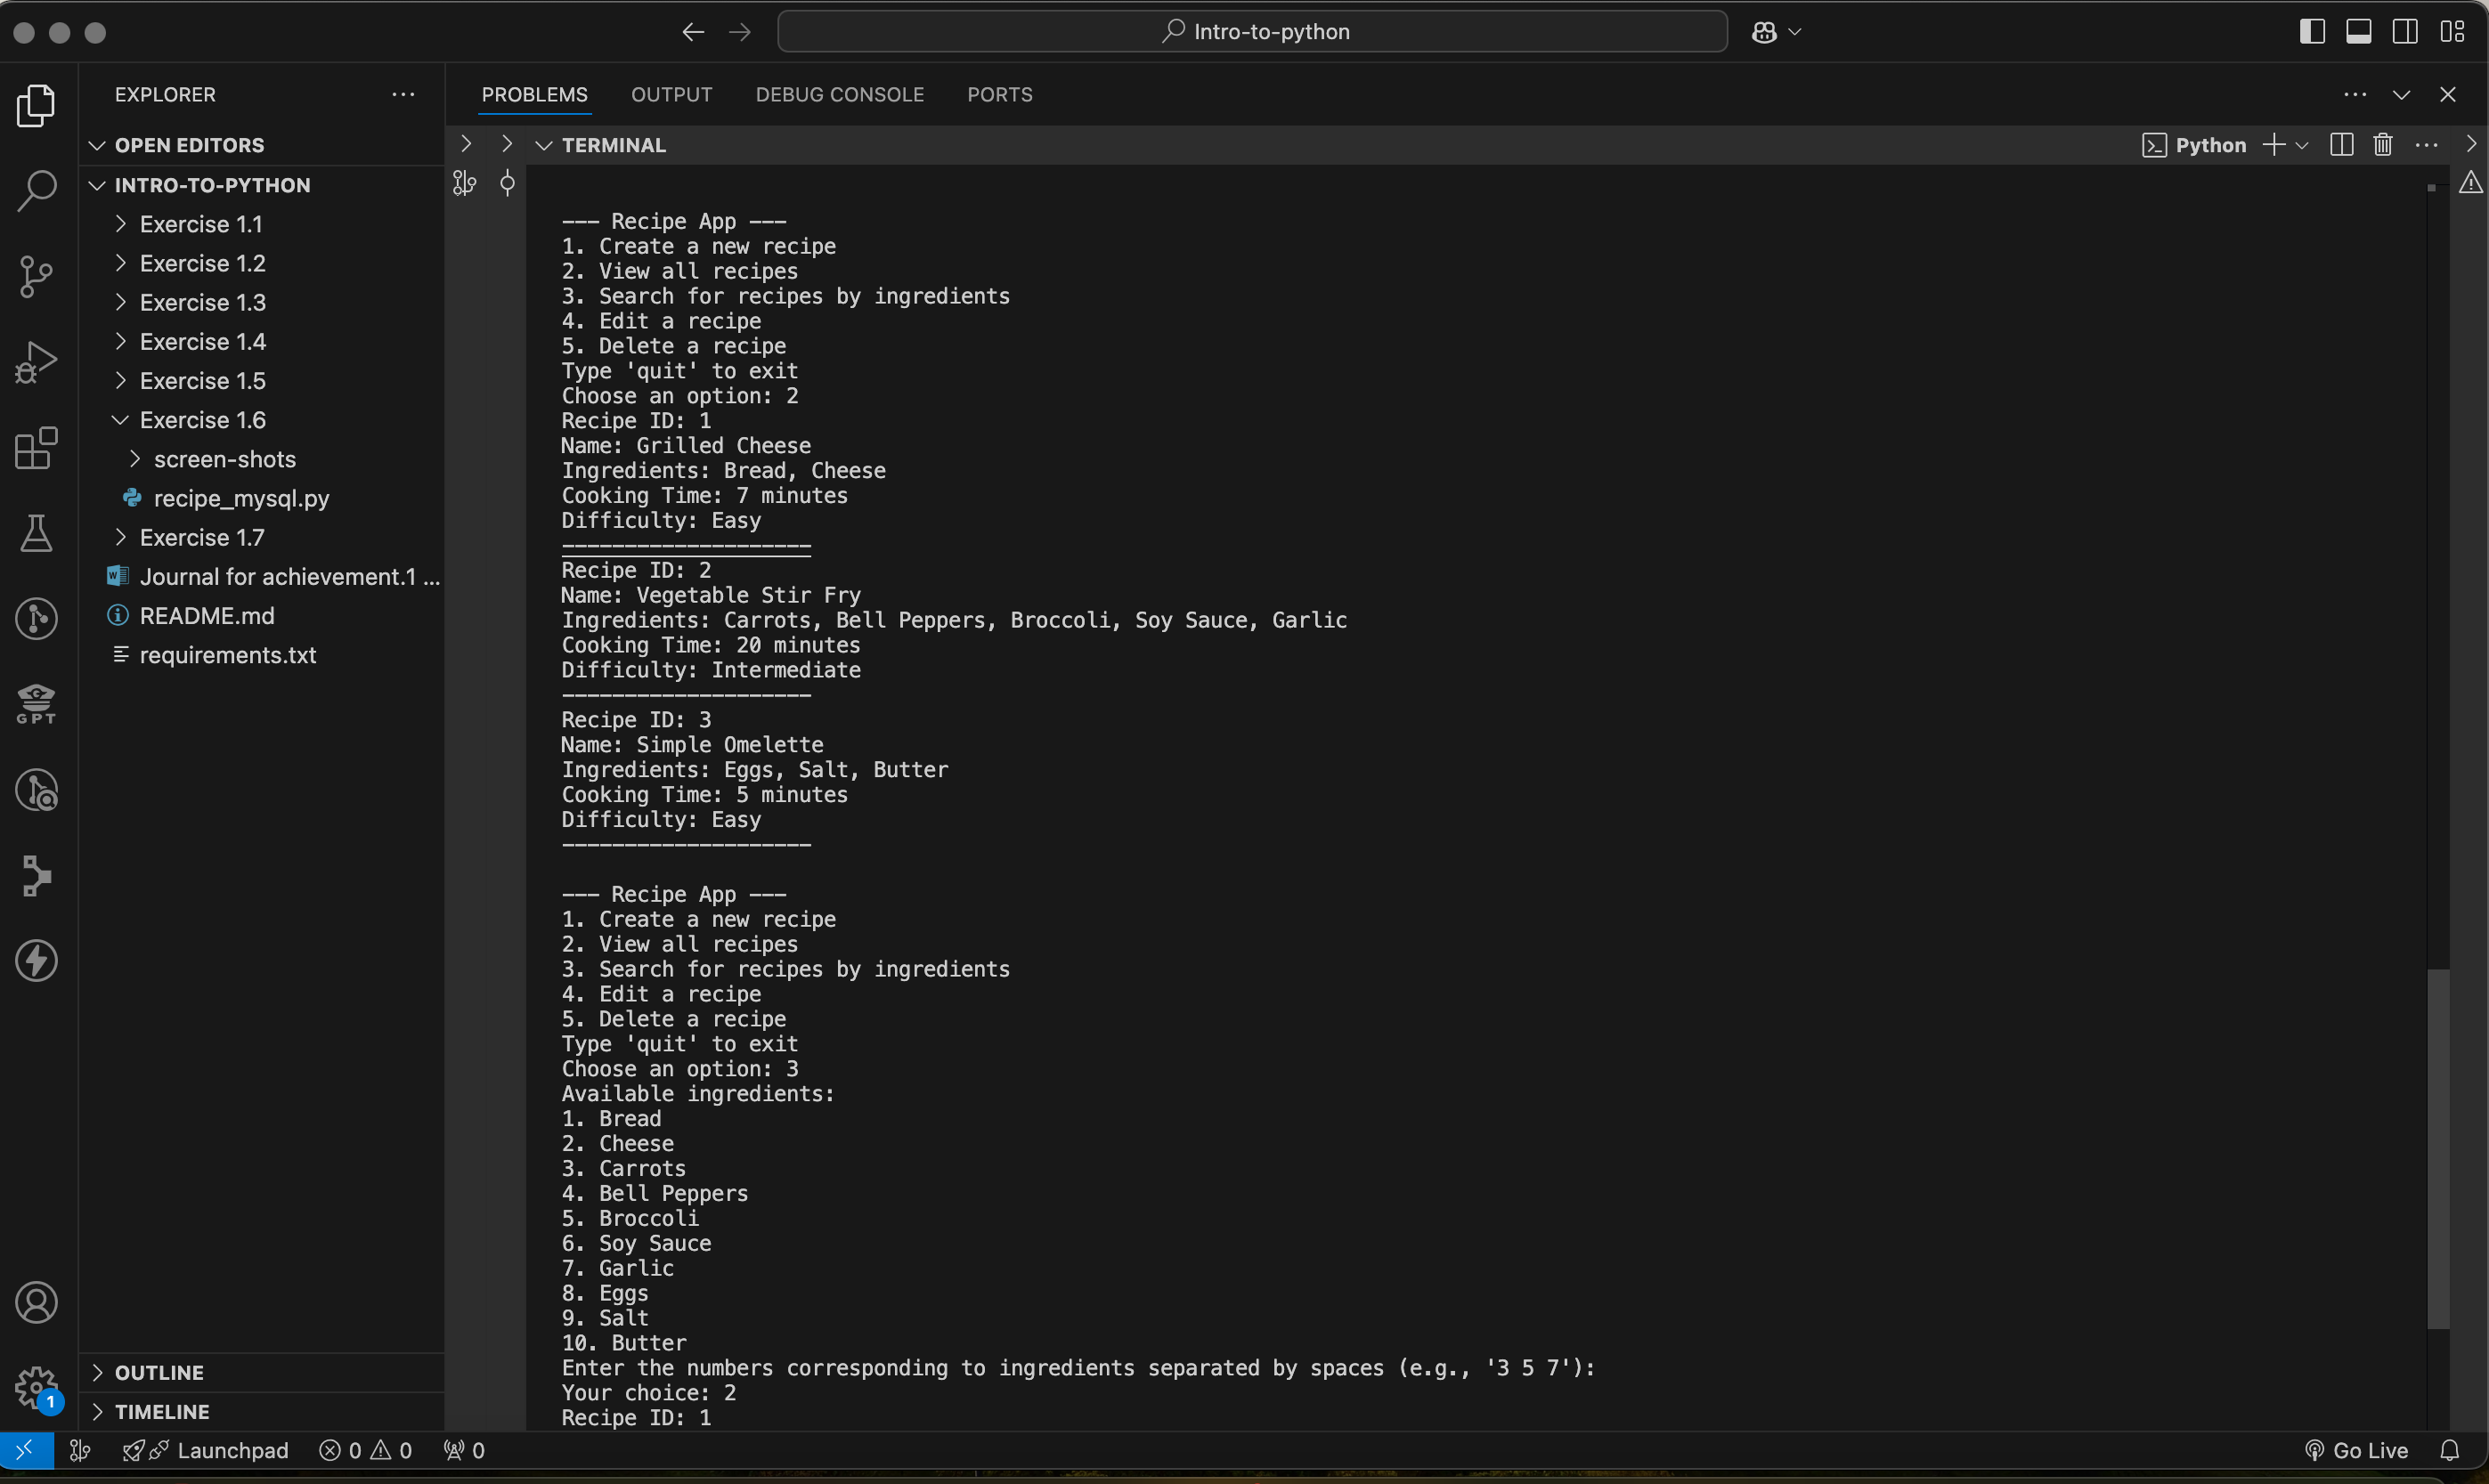 Intro-to-python
EXPLORER
OPEN EDITORS
INTRO-TO-PYTHON
Exercise 1.1
Exercise 1.2
Exercise 1.3
Exercise 1.4
Exercise 1.5
Exercise 1.6
screen-shots
recipe_mysql.py
Exercise 1.7
Journal for achievement.1 ...
README.md
requirements.txt
GPT
OUTLINE
TIMELINE
1
PROBLEMS OUTPUT DEBUG CONSOLE PORTS
TERMINAL
Python
--- Recipe App ---
1. Create a new recipe
2. View all recipes
3. Search for recipes by ingredients
4. Edit a recipe
5. Delete a recipe
Type 'quit' to exit
Choose an option: 2
Recipe ID: 1
Name: Grilled Cheese
Ingredients: Bread, Cheese
Cooking Time: 7 minutes
Difficulty: Easy
--------------------
Recipe ID: 2
Name: Vegetable Stir Fry
Ingredients: Carrots, Bell Peppers, Broccoli, Soy Sauce, Garlic
Cooking Time: 20 minutes
Difficulty: Intermediate
--------------------
Recipe ID: 3
Name: Simple Omelette
Ingredients: Eggs, Salt, Butter
Cooking Time: 5 minutes
Difficulty: Easy
--------------------
--- Recipe App ---
1. Create a new recipe
2. View all recipes
3. Search for recipes by ingredients
4. Edit a recipe
5. Delete a recipe
Type 'quit' to exit
Choose an option: 3
Available ingredients:
1. Bread
2. Cheese
3. Carrots
4. Bell Peppers
5. Broccoli
6. Soy Sauce
7. Garlic
8. Eggs
9. Salt
10. Butter
Enter the numbers corresponding to ingredients separated by spaces (e.g., '3 5 7'):
Your choice: 2
Recipe ID: 1
Launchpad 0 0 0 Go Live